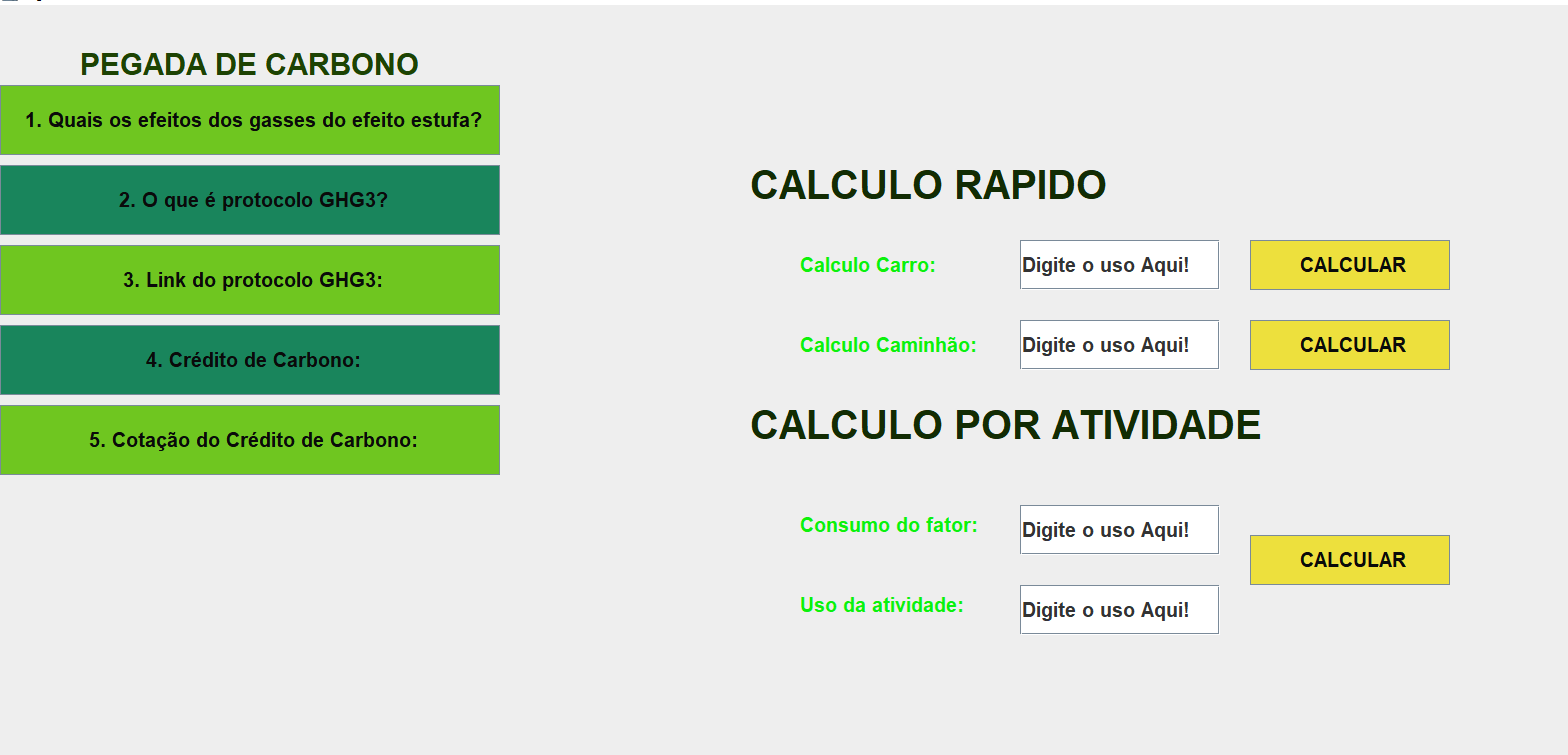 PEGADA DE CARBONO
1. Quais os efeitos dos gasses do efeito estufa?
2. O que é protocolo GHG3?
3. Link do protocolo GHG3:
4. Crédito de Carbono:
5. Cotação do Crédito de Carbono:
CALCULO RAPIDO
Calculo Carro: Digite o uso Aqui! CALCULAR
Calculo Caminhão: Digite o uso Aqui! CALCULAR
CALCULO POR ATIVIDADE
Consumo do fator: Digite o uso Aqui!
CALCULAR
Uso da atividade: Digite o uso Aqui!